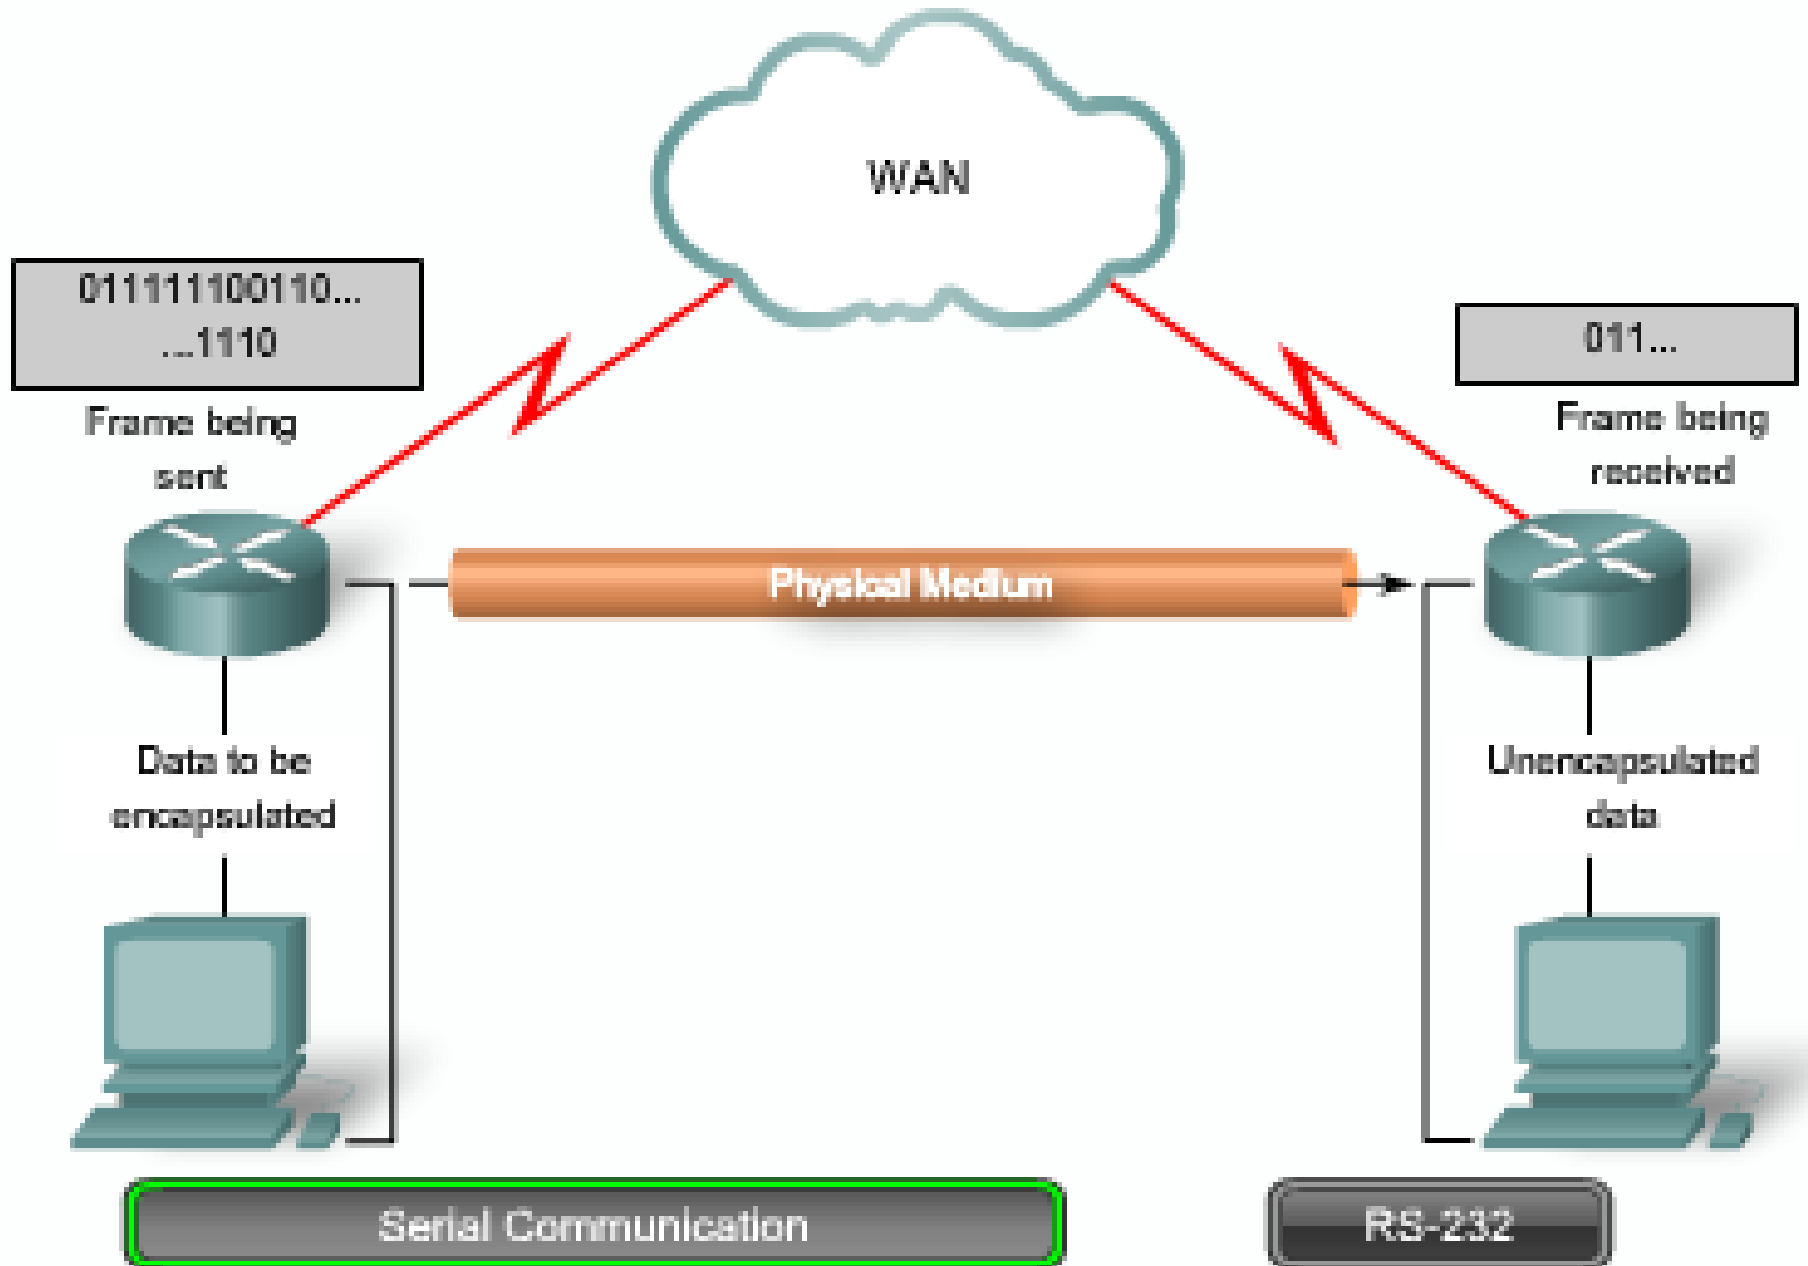 WAN
011111100110...
...1110
Frame being
sent
011...
Frame being
received
Physical Medium
Data to be
encapsulated
Unencapsulated
data
Serial Communication
RS-232